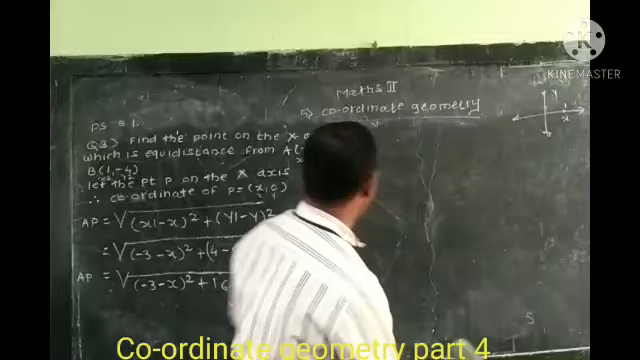 KINEMASTER
Maths II
5) co-ordinate geometry
PS 1.
Q3) Find the point on the X
which is equidistance from A(
B(1,-4)
let the pt p on the X axis
∴ co-ordinate of p=(x,0)
AP = √(x1-x)²+(y1-y)²
= √(-3-x)²+(4-
AP = √(-3-x)²+16
Y
x
5
Co-ordinate geometry part 4